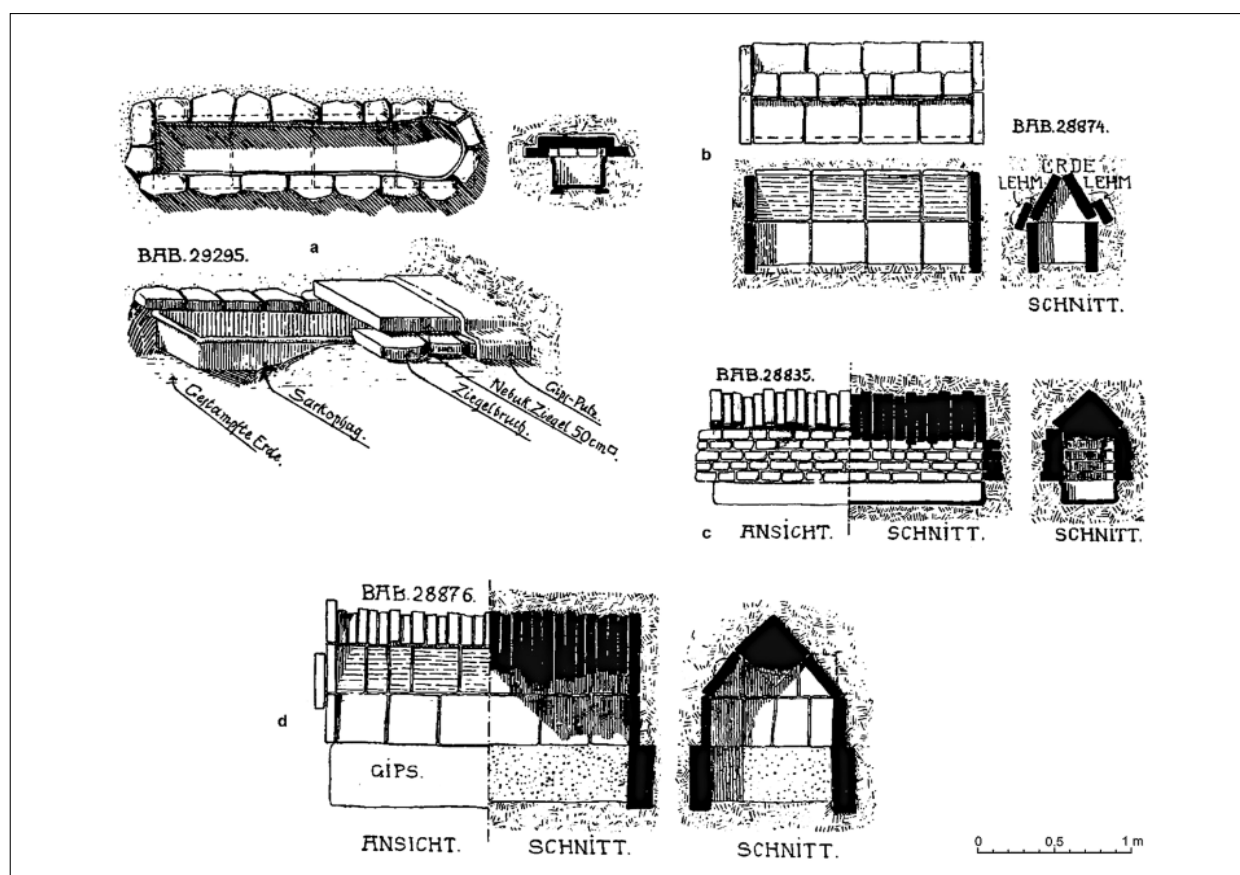 a
BAB. 29295.
Gestampfte Erde.
Sarkophag.
Ziegelbruch.
Nebuk. Ziegel 50cm □.
Gips-Putz.
b
BAB. 28874.
ERDE
LEHM
LEHM
SCHNITT.
BAB. 28835.
c
ANSICHT.
SCHNITT.
SCHNITT.
BAB. 28876.
d
GIPS.
ANSICHT.
SCHNITT.
SCHNITT.
0
0,5
1 m